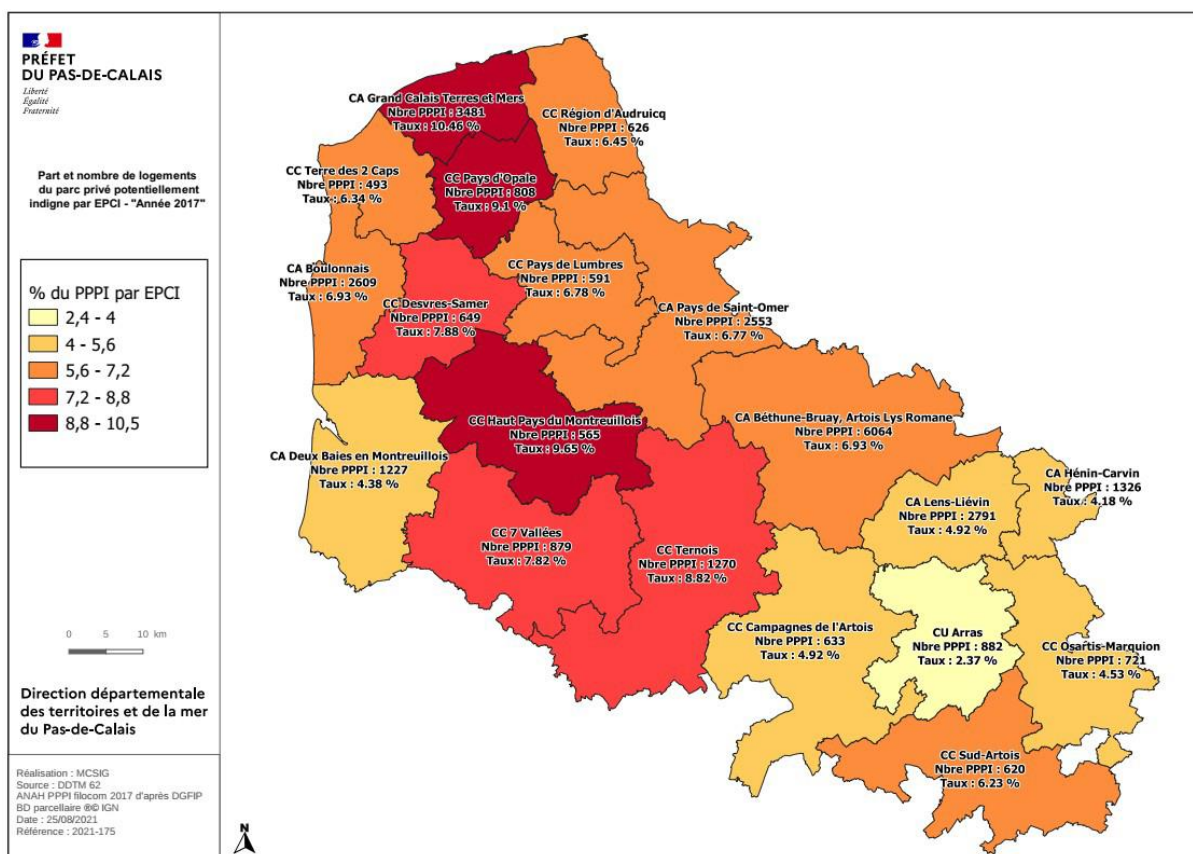 PRÉFET
DU PAS-DE-CALAIS
Liberté
Égalité
Fraternité
Part et nombre de logements
du parc privé potentiellement
indigne par EPCI - "Année 2017"
% du PPPI par EPCI
2,4 - 4
4 - 5,6
5,6 - 7,2
7,2 - 8,8
8,8 - 10,5
0 5 10 km
Direction départementale
des territoires et de la mer
du Pas-de-Calais
Réalisation : MCSIG
Source : DDTM 62
ANAH PPPI filocom 2017 d'après DGFIP
BD parcellaire ®© IGN
Date : 25/08/2021
Référence : 2021-175
N
CA Grand Calais Terres et Mers
Nbre PPPI : 3481
Taux : 10.46 %
CC Région d'Audruicq
Nbre PPPI : 626
Taux : 6.45 %
CC Terre des 2 Caps
Nbre PPPI : 493
Taux : 6.34 %
CC Pays d'Opale
Nbre PPPI : 808
Taux : 9.1 %
CA Boulonnais
Nbre PPPI : 2609
Taux : 6.93 %
CC Pays de Lumbres
Nbre PPPI : 591
Taux : 6.78 %
CC Desvres-Samer
Nbre PPPI : 649
Taux : 7.88 %
CA Pays de Saint-Omer
Nbre PPPI : 2553
Taux : 6.77 %
CC Haut Pays du Montreuillois
Nbre PPPI : 565
Taux : 9.65 %
CA Béthune-Bruay, Artois Lys Romane
Nbre PPPI : 6064
Taux : 6.93 %
CA Deux Baies en Montreuillois
Nbre PPPI : 1227
Taux : 4.38 %
CA Hénin-Carvin
Nbre PPPI : 1326
Taux : 4.18 %
CA Lens-Liévin
Nbre PPPI : 2791
Taux : 4.92 %
CC 7 Vallées
Nbre PPPI : 879
Taux : 7.82 %
CC Ternois
Nbre PPPI : 1270
Taux : 8.82 %
CC Campagnes de l'Artois
Nbre PPPI : 633
Taux : 4.92 %
CU Arras
Nbre PPPI : 882
Taux : 2.37 %
CC Osartis-Marquion
Nbre PPPI : 721
Taux : 4.53 %
CC Sud-Artois
Nbre PPPI : 620
Taux : 6.23 %